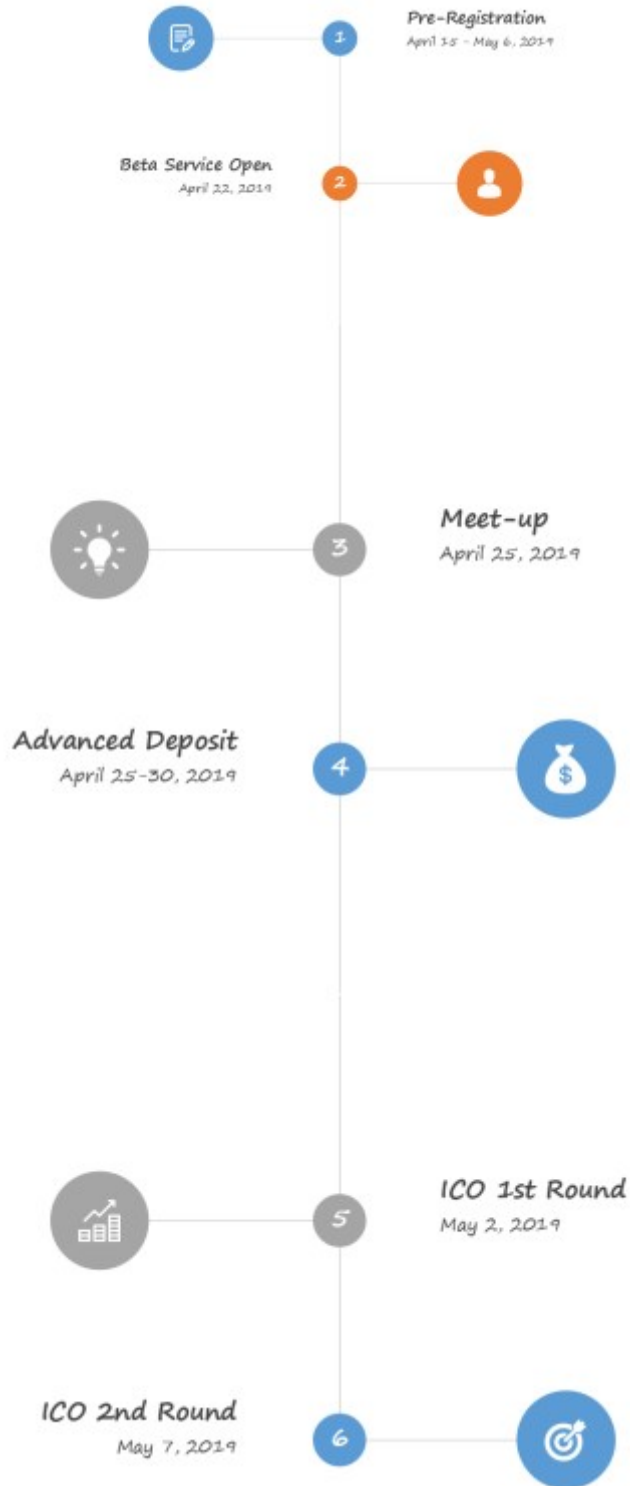 1
Pre-Registration
April 15 - May 6, 2019
Beta Service Open
April 22, 2019
2
3
Meet-up
April 25, 2019
Advanced Deposit
April 25-30, 2019
4
$
5
ICO 1st Round
May 2, 2019
ICO 2nd Round
May 7, 2019
6